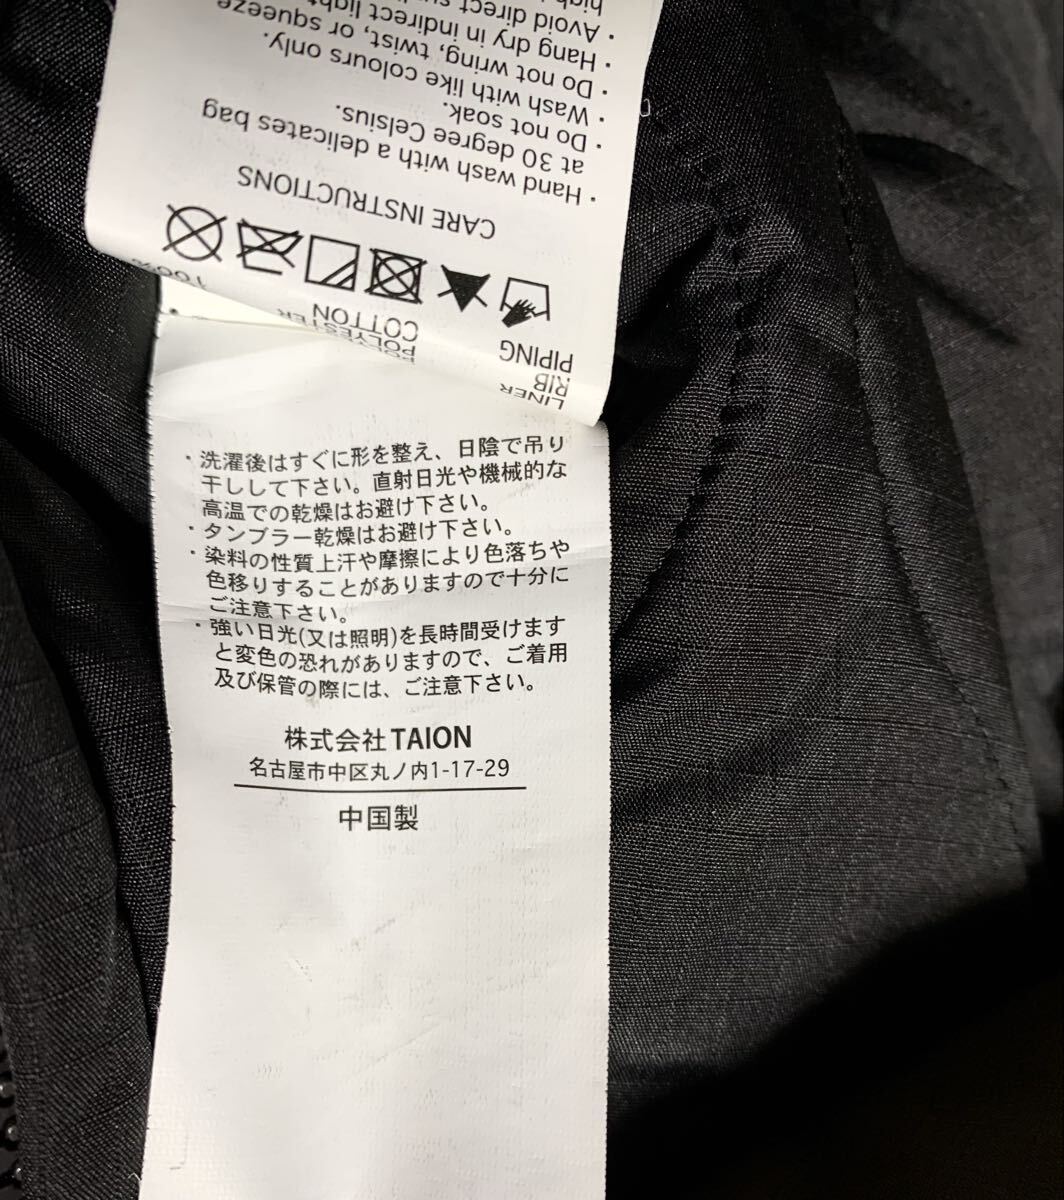 LINER
RIB
PIPING
POLYESTER
COTTON
100%
CARE INSTRUCTIONS
・Hand wash with a delicates bag
at 30 degree Celsius.
・Do not soak.
・Wash with like colours only.
・Do not wring, twist, or squeeze
・Hang dry in indirect light
・Avoid direct
・洗濯後はすぐに形を整え、日陰で吊り
干しして下さい。直射日光や機械的な
高温での乾燥はお避け下さい。
・タンブラー乾燥はお避け下さい。
・染料の性質上汗や摩擦により色落ちや
色移りすることがありますので十分に
ご注意下さい。
・強い日光(又は照明)を長時間受けます
と変色の恐れがありますので、ご着用
及び保管の際には、ご注意下さい。
株式会社TAION
名古屋市中区丸ノ内1-17-29
中国製